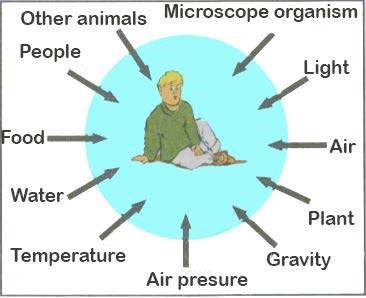 Other animals
Microscope organism
People
Light
Food
Air
Water
Plant
Temperature
Gravity
Air presure